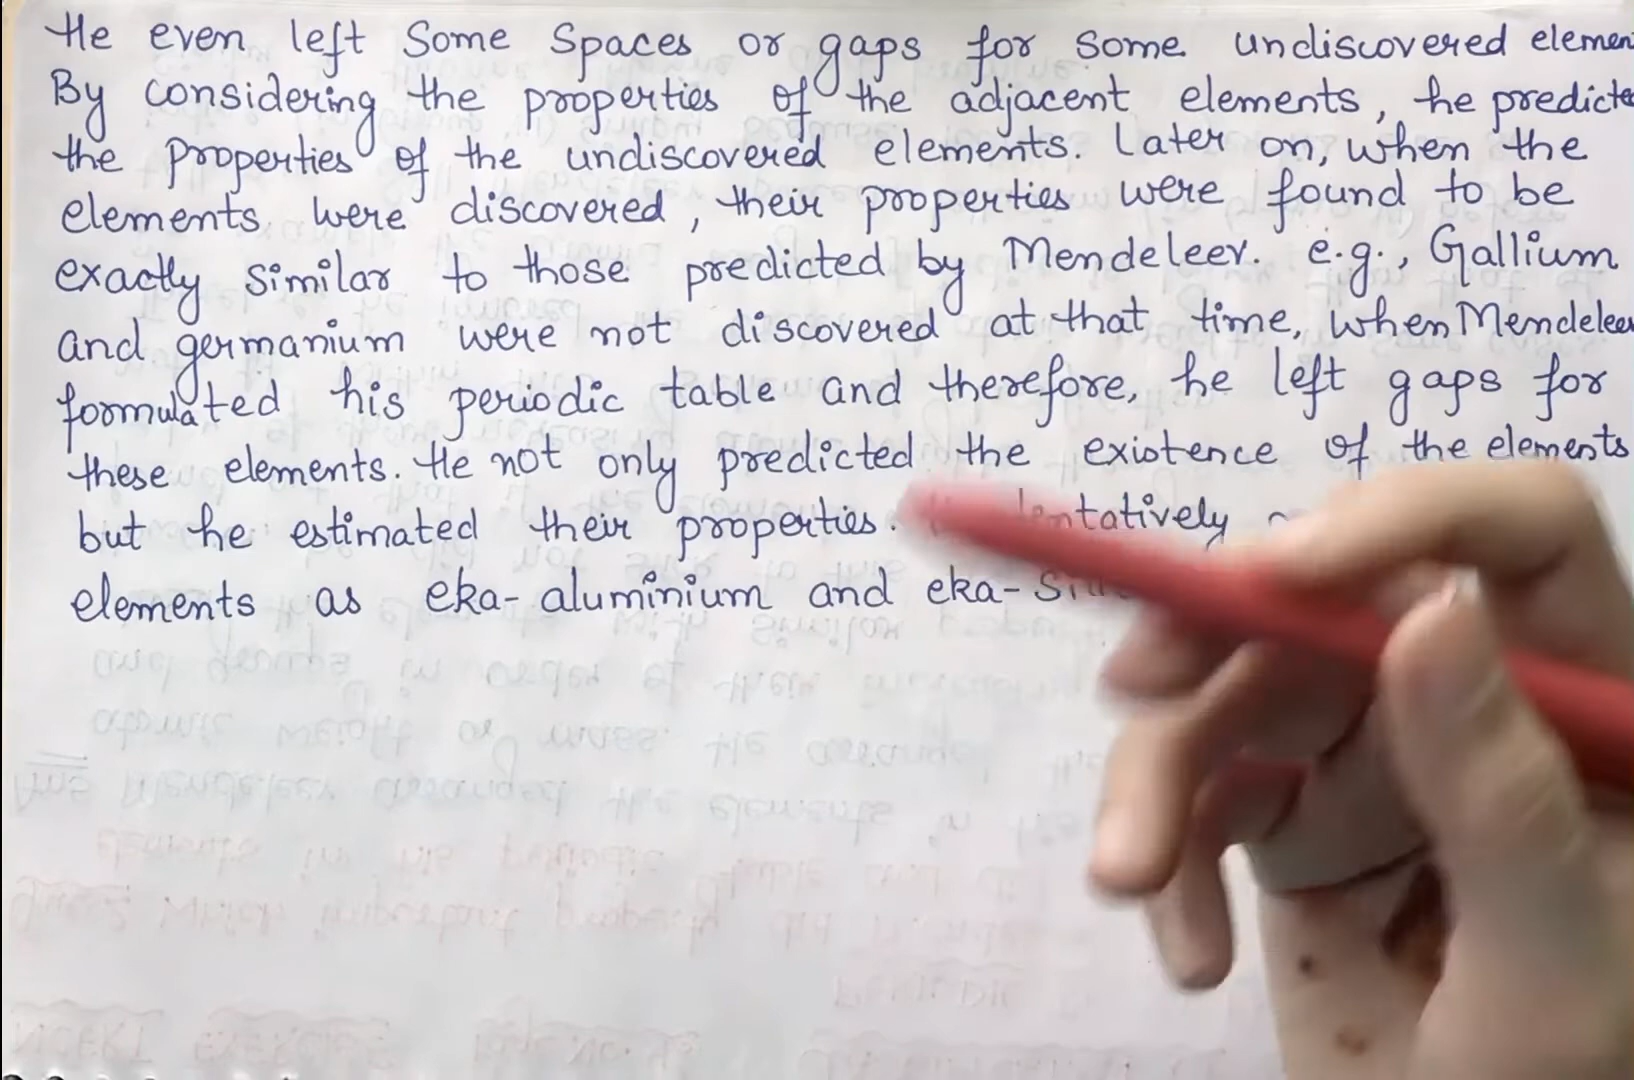 He even left Some Spaces or gaps for some undiscovered elemen
By considering the properties of the adjacent elements, he predicte
the properties of the undiscovered elements. Later on, when the
elements were discovered, their properties were found to be
exactly similar to those predicted by Mendeleev. e.g., Gallium
and germanium were not discovered at that time, when Mendelee
formulated his periodic table and therefore, he left gaps for
these elements. He not only predicted the existence of the elements
but he estimated their properties. tentatively
elements as eka-aluminium and eka-